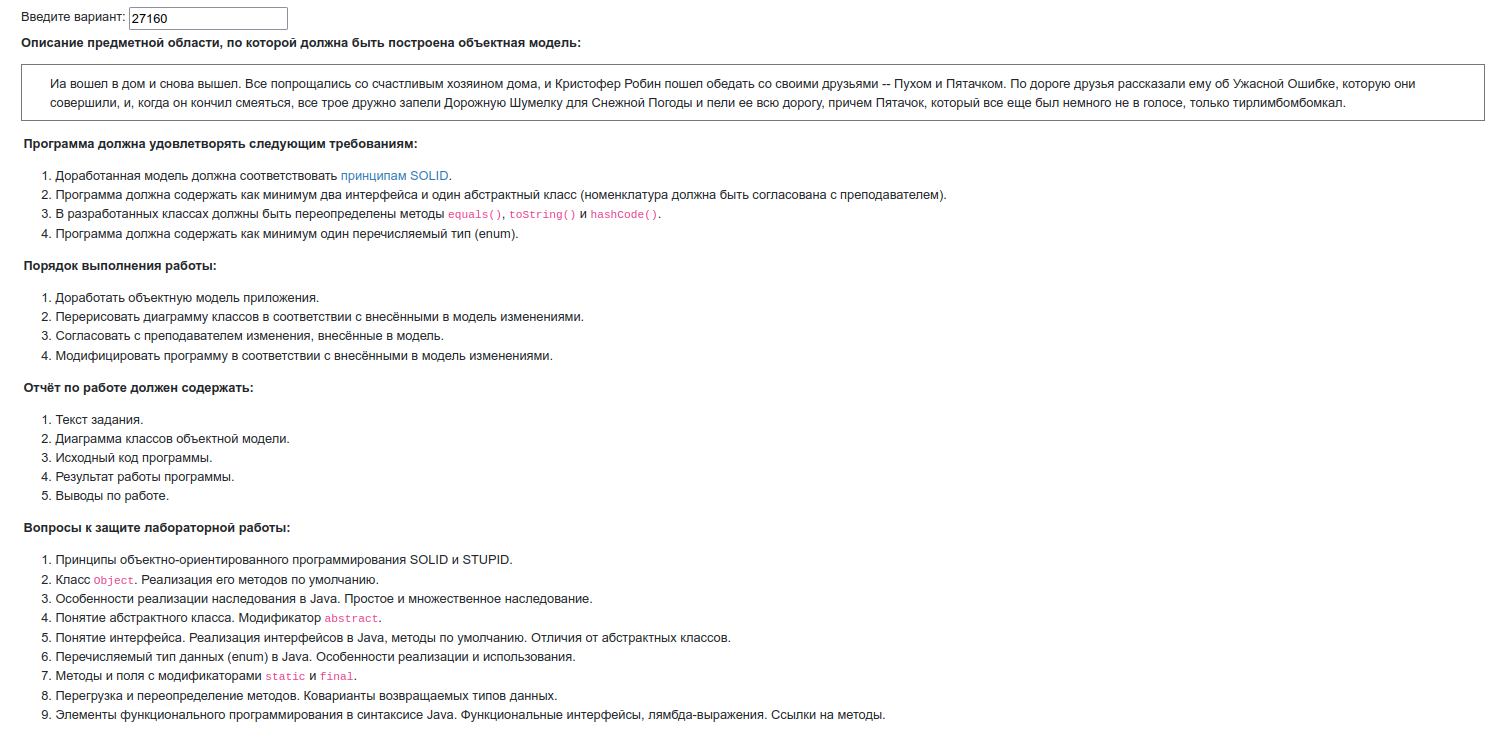 Введите вариант: 27160
Описание предметной области, по которой должна быть построена объектная модель:
Иа вошел в дом и снова вышел. Все попрощались со счастливым хозяином дома, и Кристофер Робин пошел обедать со своими друзьями -- Пухом и Пятачком. По дороге друзья рассказали ему об Ужасной Ошибке, которую они
совершили, и, когда он кончил смеяться, все трое дружно запели Дорожную Шумелку для Снежной Погоды и пели ее всю дорогу, причем Пятачок, который все еще был немного не в голосе, только тирлимбомбомкал.
Программа должна удовлетворять следующим требованиям:
1. Доработанная модель должна соответствовать принципам SOLID.
2. Программа должна содержать как минимум два интерфейса и один абстрактный класс (номенклатура должна быть согласована с преподавателем).
3. В разработанных классах должны быть переопределены методы equals(), toString() и hashCode().
4. Программа должна содержать как минимум один перечисляемый тип (enum).
Порядок выполнения работы:
1. Доработать объектную модель приложения.
2. Перерисовать диаграмму классов в соответствии с внесёнными в модель изменениями.
3. Согласовать с преподавателем изменения, внесённые в модель.
4. Модифицировать программу в соответствии с внесёнными в модель изменениями.
Отчёт по работе должен содержать:
1. Текст задания.
2. Диаграмма классов объектной модели.
3. Исходный код программы.
4. Результат работы программы.
5. Выводы по работе.
Вопросы к защите лабораторной работы:
1. Принципы объектно-ориентированного программирования SOLID и STUPID.
2. Класс Object. Реализация его методов по умолчанию.
3. Особенности реализации наследования в Java. Простое и множественное наследование.
4. Понятие абстрактного класса. Модификатор abstract.
5. Понятие интерфейса. Реализация интерфейсов в Java, методы по умолчанию. Отличия от абстрактных классов.
6. Перечисляемый тип данных (enum) в Java. Особенности реализации и использования.
7. Методы и поля с модификаторами static и final.
8. Перегрузка и переопределение методов. Коварианты возвращаемых типов данных.
9. Элементы функционального программирования в синтаксисе Java. Функциональные интерфейсы, лямбда-выражения. Ссылки на методы.